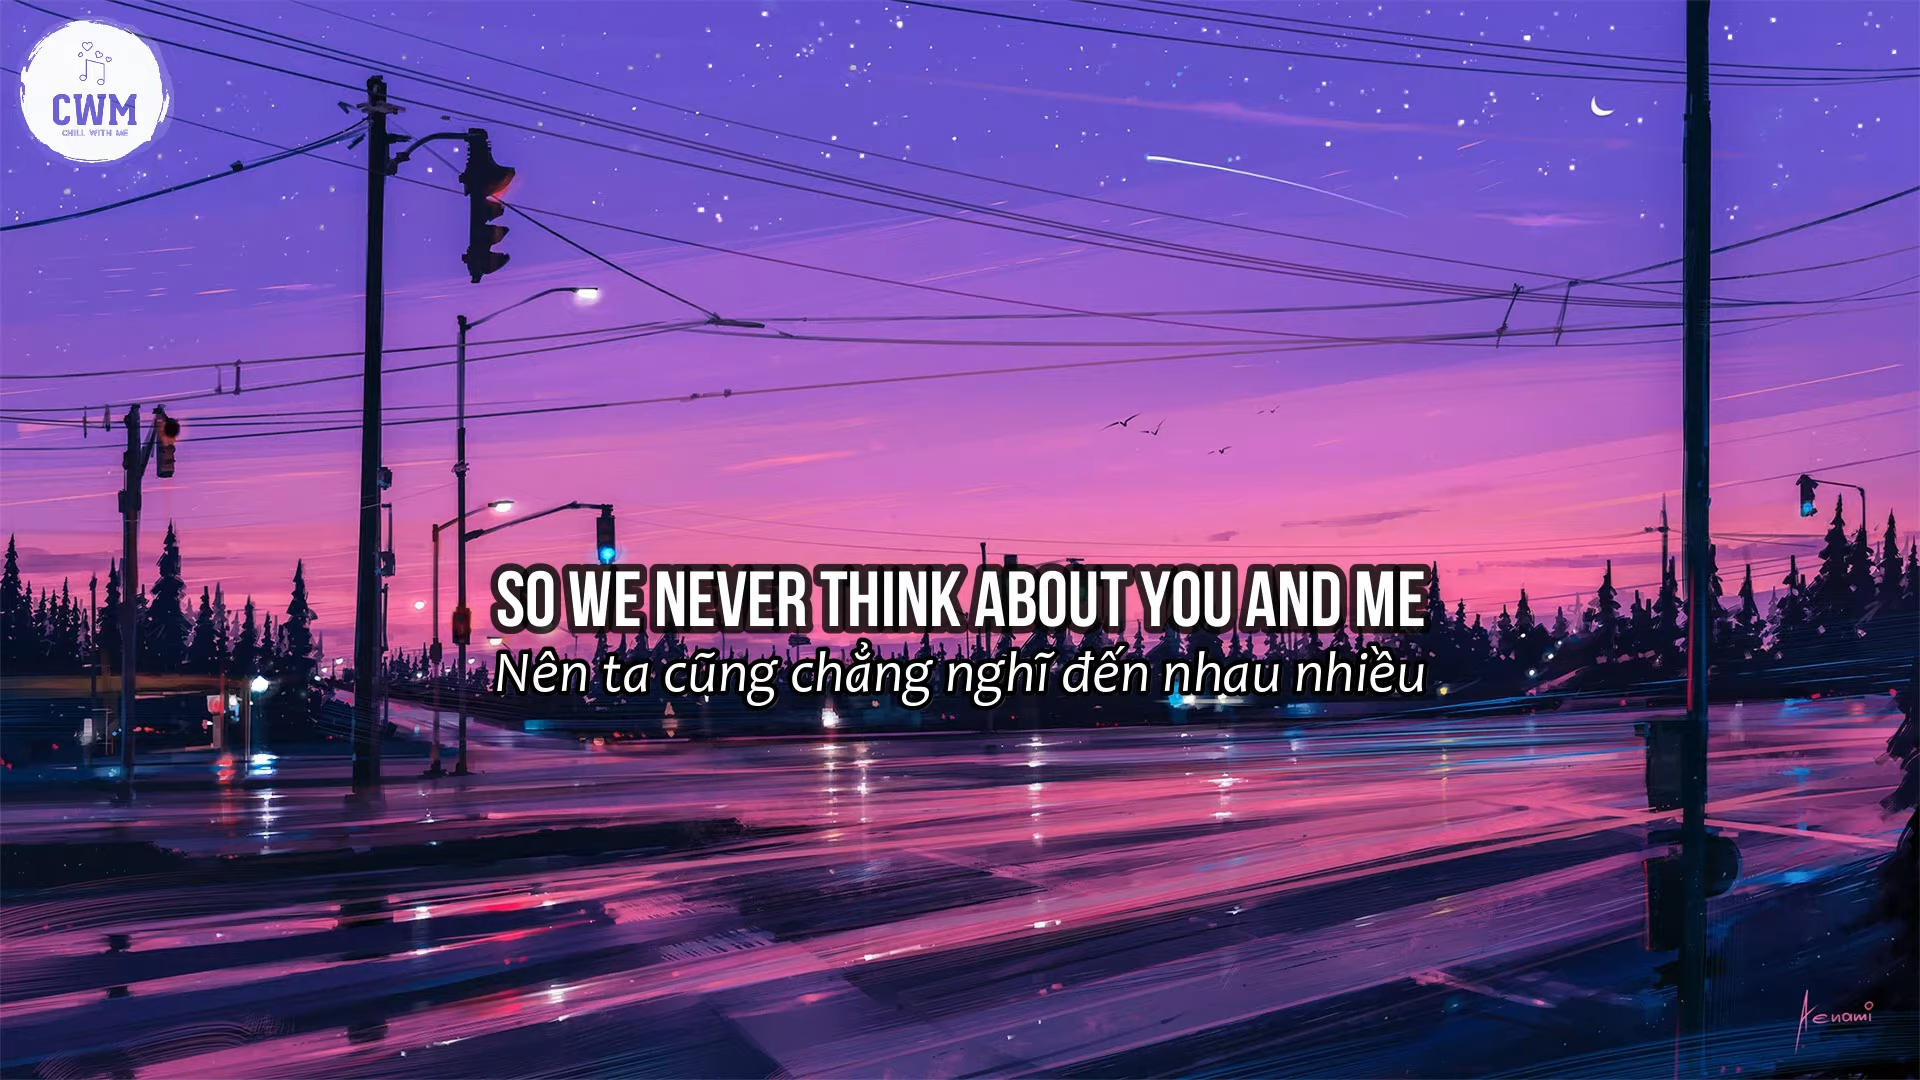 CWM
CHILL WITH ME
SO WE NEVER THINK ABOUT YOU AND ME
Nên ta cũng chẳng nghĩ đến nhau nhiều
Aenami